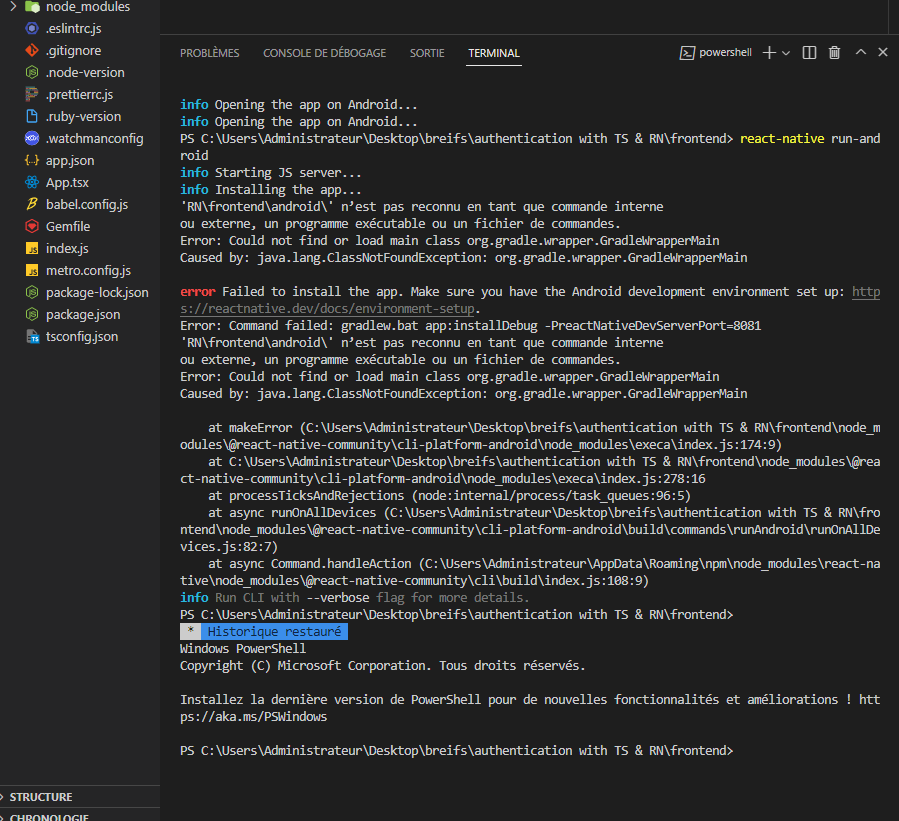 node_modules
.eslintrc.js
.gitignore
.node-version
.prettierrc.js
.ruby-version
.watchmanconfig
app.json
App.tsx
babel.config.js
Gemfile
index.js
metro.config.js
package-lock.json
package.json
tsconfig.json
STRUCTURE
CHRONOLOGIE
PROBLÈMES CONSOLE DE DÉBOGAGE SORTIE TERMINAL powershell
info Opening the app on Android...
info Opening the app on Android...
PS C:\Users\Administrateur\Desktop\breifs\authentication with TS & RN\frontend> react-native run-and
roid
info Starting JS server...
info Installing the app...
'RN\frontend\android\' n’est pas reconnu en tant que commande interne
ou externe, un programme exécutable ou un fichier de commandes.
Error: Could not find or load main class org.gradle.wrapper.GradleWrapperMain
Caused by: java.lang.ClassNotFoundException: org.gradle.wrapper.GradleWrapperMain
error Failed to install the app. Make sure you have the Android development environment set up: http
s://reactnative.dev/docs/environment-setup.
Error: Command failed: gradlew.bat app:installDebug -PreactNativeDevServerPort=8081
'RN\frontend\android\' n’est pas reconnu en tant que commande interne
ou externe, un programme exécutable ou un fichier de commandes.
Error: Could not find or load main class org.gradle.wrapper.GradleWrapperMain
Caused by: java.lang.ClassNotFoundException: org.gradle.wrapper.GradleWrapperMain
at makeError (C:\Users\Administrateur\Desktop\breifs\authentication with TS & RN\frontend\node_m
odules\@react-native-community\cli-platform-android\node_modules\execa\index.js:174:9)
at C:\Users\Administrateur\Desktop\breifs\authentication with TS & RN\frontend\node_modules\@rea
ct-native-community\cli-platform-android\node_modules\execa\index.js:278:16
at processTicksAndRejections (node:internal/process/task_queues:96:5)
at async runOnAllDevices (C:\Users\Administrateur\Desktop\breifs\authentication with TS & RN\fro
ntend\node_modules\@react-native-community\cli-platform-android\build\commands\runAndroid\runOnAllDe
vices.js:82:7)
at async Command.handleAction (C:\Users\Administrateur\AppData\Roaming\npm\node_modules\react-na
tive\node_modules\@react-native-community\cli\build\index.js:108:9)
info Run CLI with --verbose flag for more details.
PS C:\Users\Administrateur\Desktop\breifs\authentication with TS & RN\frontend>
* Historique restauré
Windows PowerShell
Copyright (C) Microsoft Corporation. Tous droits réservés.
Installez la dernière version de PowerShell pour de nouvelles fonctionnalités et améliorations ! htt
ps://aka.ms/PSWindows
PS C:\Users\Administrateur\Desktop\breifs\authentication with TS & RN\frontend>